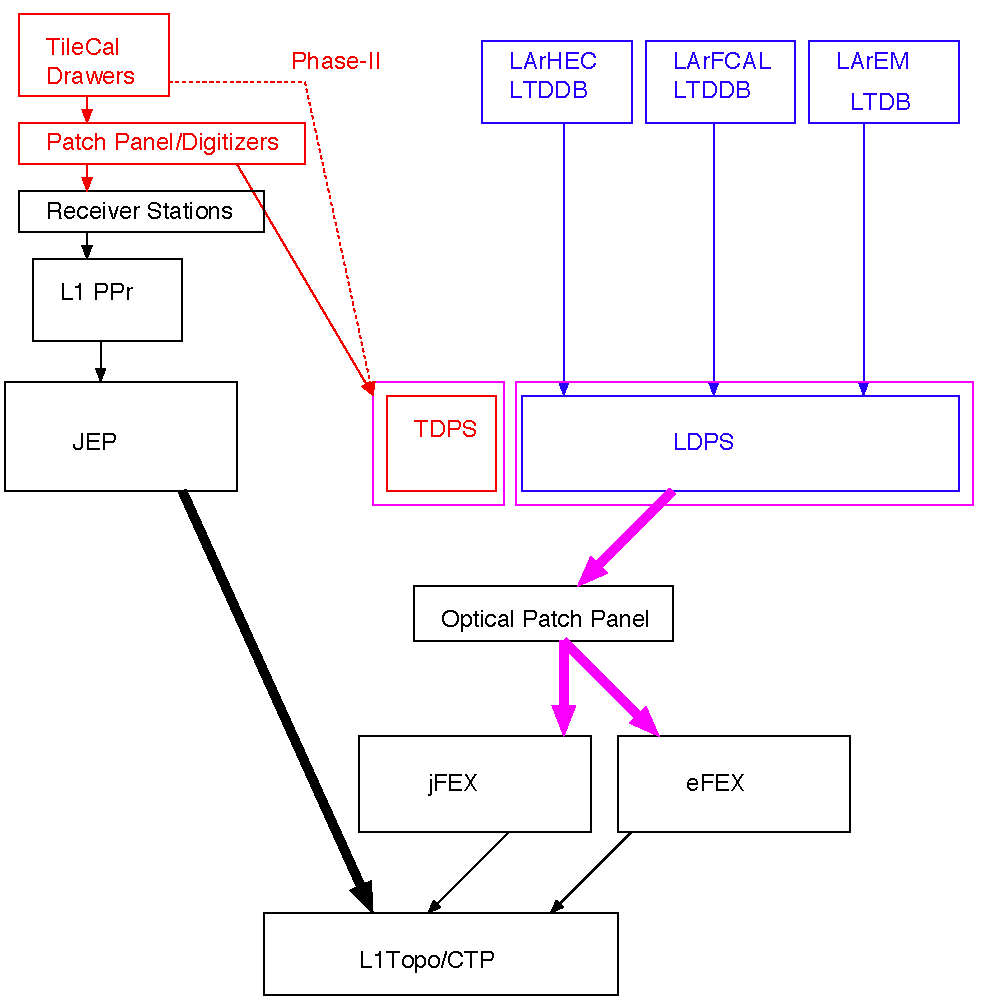 TileCal
Drawers
Phase-II
LArHEC
LTDDB
LArFCAL
LTDDB
LArEM
LTDB
Patch Panel/Digitizers
Receiver Stations
L1 PPr
JEP
TDPS
LDPS
Optical Patch Panel
jFEX
eFEX
L1Topo/CTP